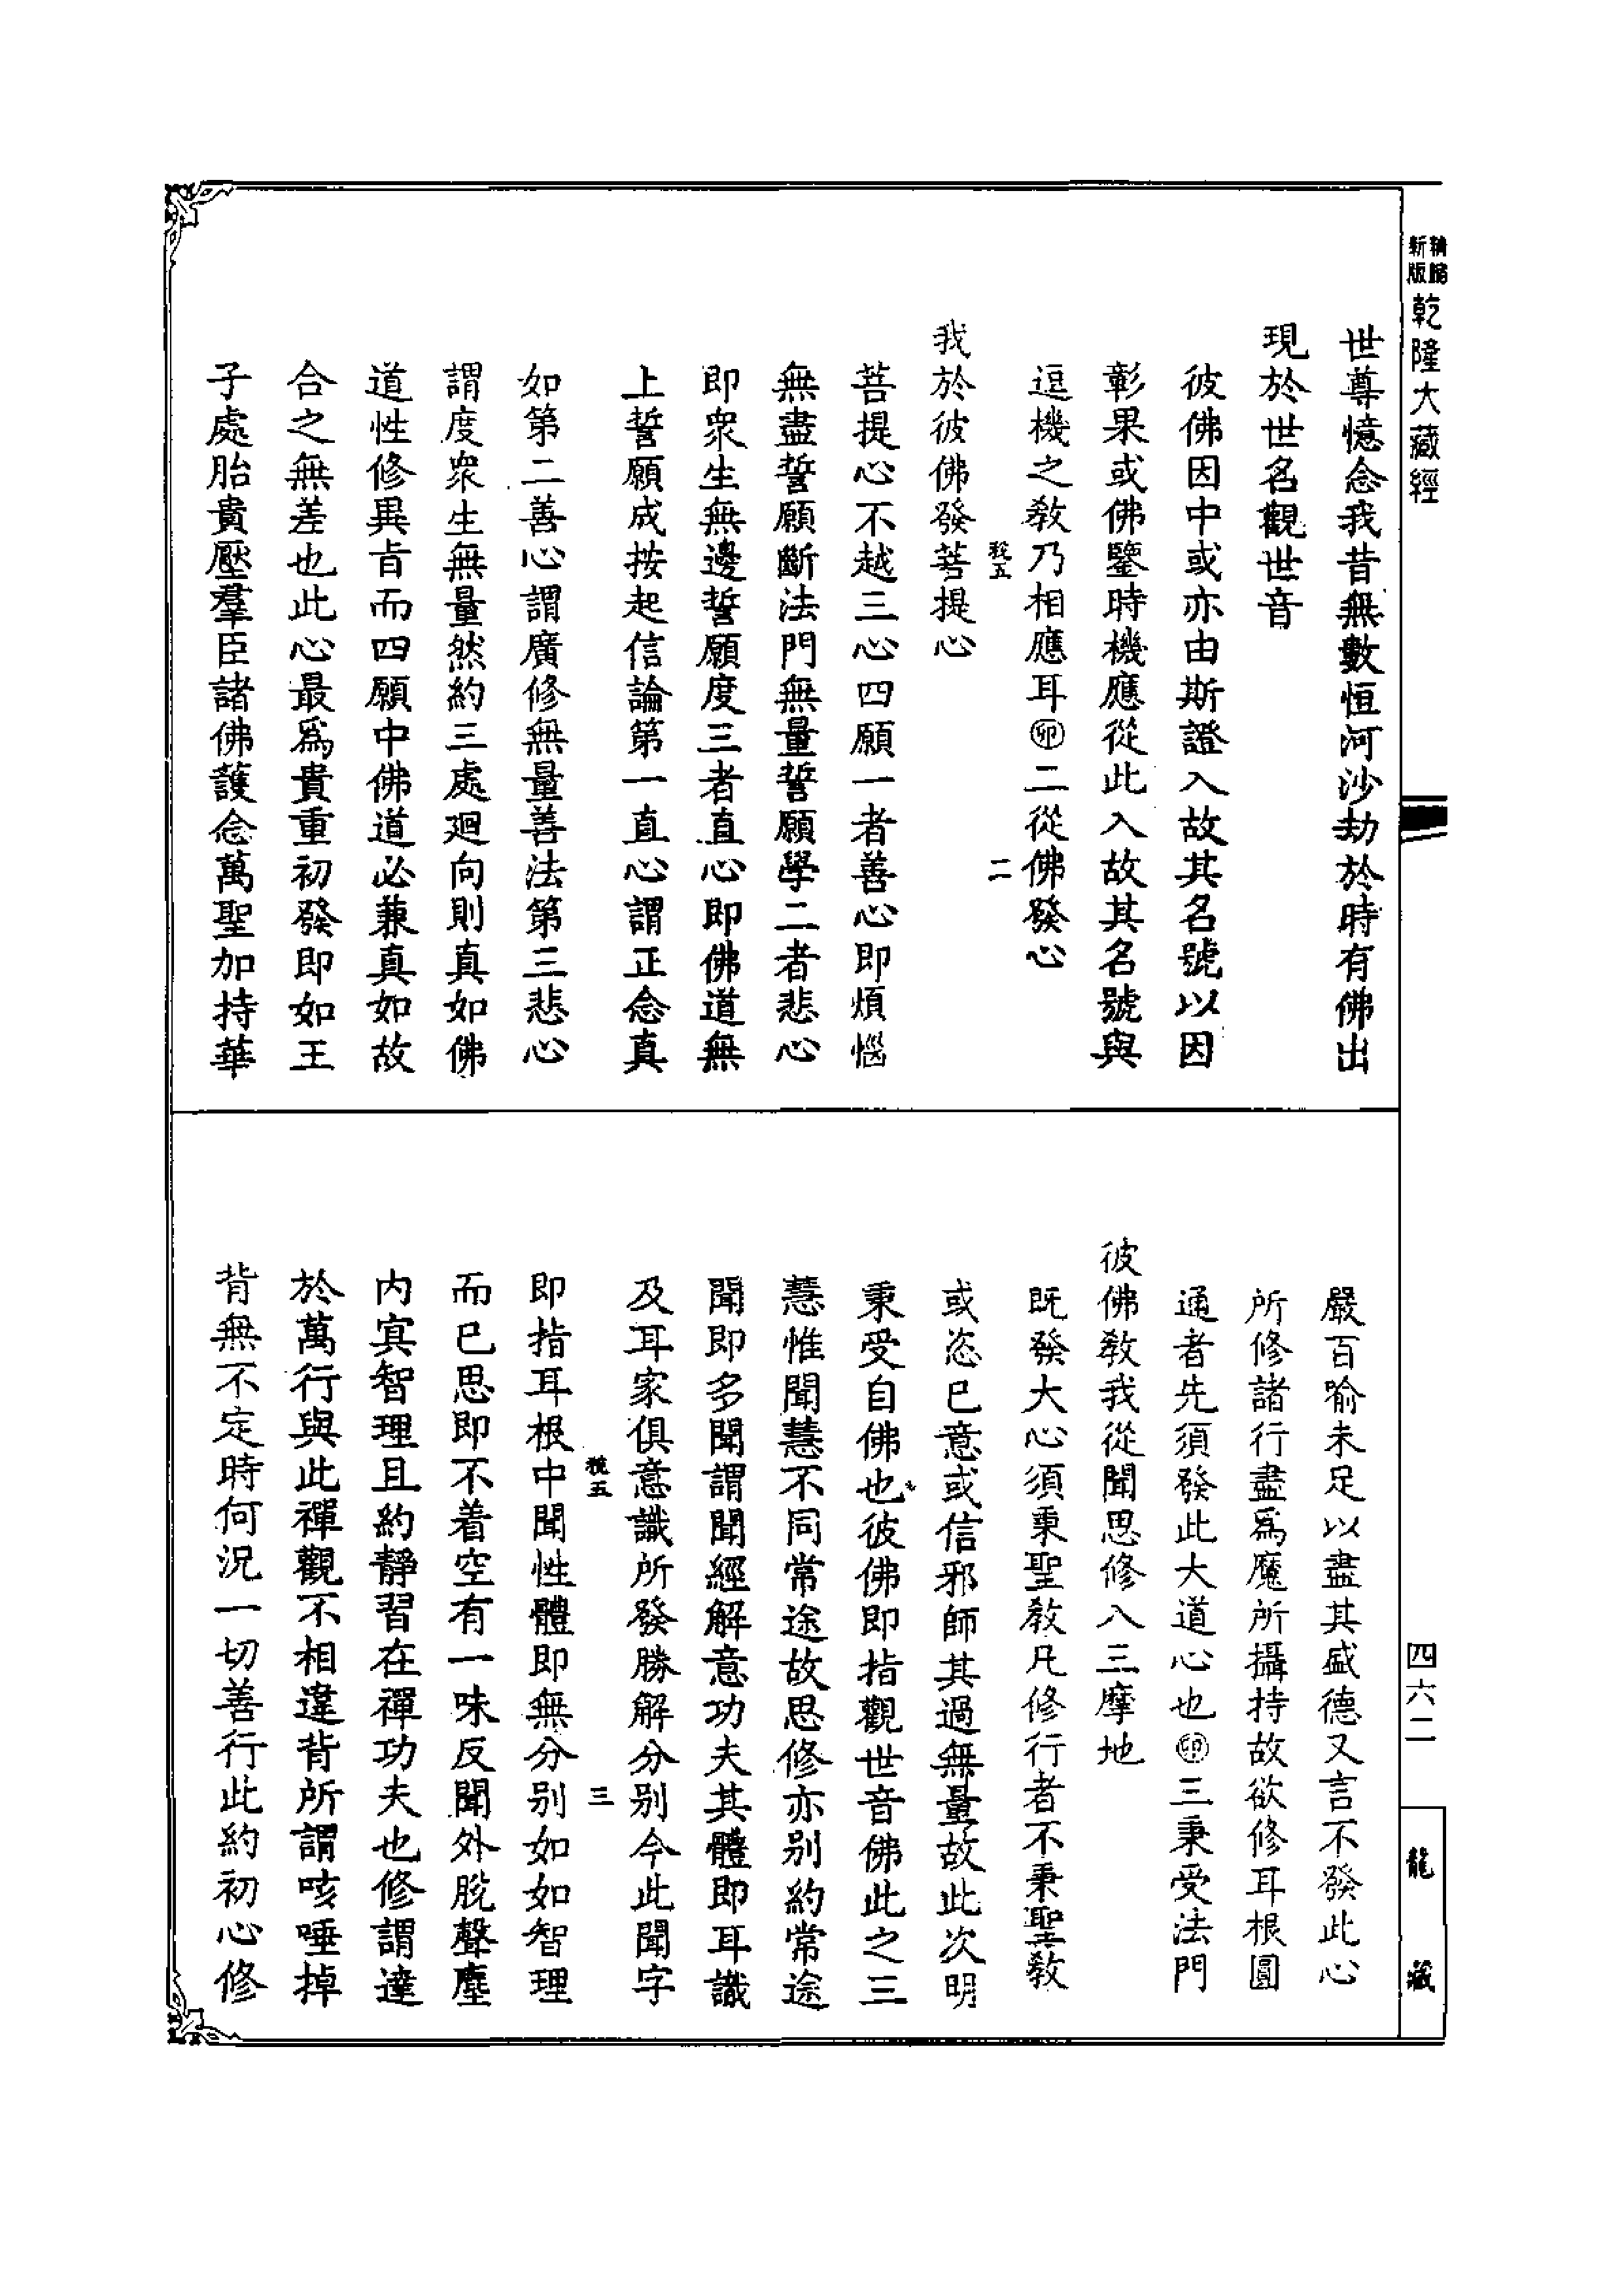 新版
乾隆大藏經
世尊憶念我昔無數恒河沙劫於時有佛出
現於世名觀世音
彼佛因中或亦由斯證入故其名號以因
彰果或佛鑒時機應從此入故其名號與
逗機之敎乃相應耳㊞二從佛發心
二
我於彼佛發菩提心
菩提心不越三心四願一者善心即煩惱
無盡誓願斷法門無量誓願學二者悲心
即衆生無邊誓願度三者直心即佛道無
上誓願成按起信論第一直心謂正念真
如第二善心謂廣修無量善法第三悲心
謂度衆生無量然約三處廻向則真如佛
道性修異㫖而四願中佛道必兼真如故
合之無差也此心最爲貴重初發即如王
子處胎貴壓羣臣諸佛護念萬聖加持華
嚴百喻未足以盡其盛德又言不發此心
所修諸行盡爲魔所攝持故欲修耳根圓
通者先須發此大道心也㊞三秉受法門
彼佛敎我從聞思修入三摩地
既發大心須秉聖敎凡修行者不秉聖敎
或恣已意或信邪師其過無量故此次明
秉受自佛也彼佛即指觀世音佛此之三
慧惟聞慧不同常途故思修亦别約常途
聞即多聞謂聞經解意功夫其體即耳識
及耳家俱意識所發勝解分别今此聞字
三
即指耳根中聞性體即無分别如如智理
而已思即不着空有一味反聞外脫聲塵
内冥智理且約靜習在禪功夫也修謂達
於萬行與此禪觀不相違背所謂咳唾掉
背無不定時何況一切善行此約初心修
四六二
龍藏